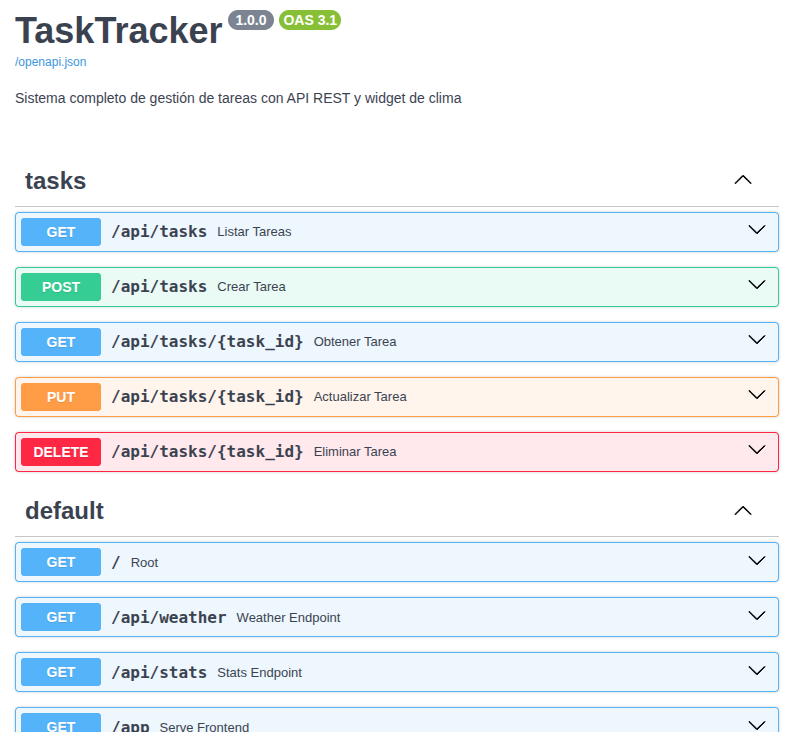 TaskTracker 1.0.0 OAS 3.1
/openapi.json
Sistema completo de gestión de tareas con API REST y widget de clima
tasks
GET /api/tasks Listar Tareas
POST /api/tasks Crear Tarea
GET /api/tasks/{task_id} Obtener Tarea
PUT /api/tasks/{task_id} Actualizar Tarea
DELETE /api/tasks/{task_id} Eliminar Tarea
default
GET / Root
GET /api/weather Weather Endpoint
GET /api/stats Stats Endpoint
GET /app Serve Frontend